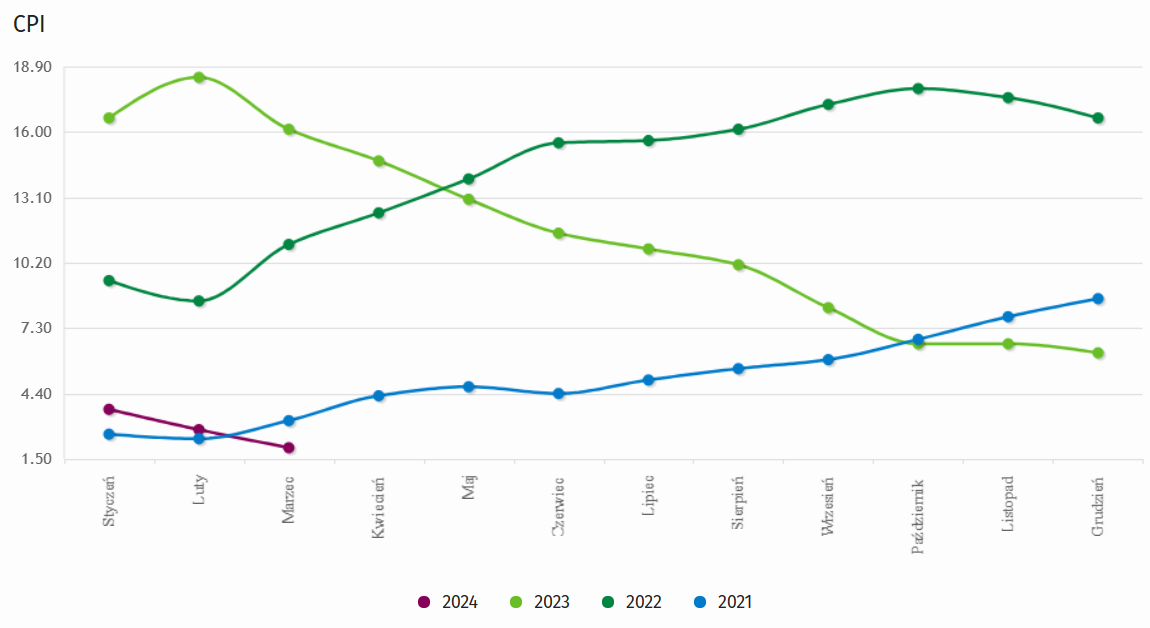 CPI
18.90
16.00
13.10
10.20
7.30
4.40
1.50
Styczeń
Luty
Marzec
Kwiecień
Maj
Czerwiec
Lipiec
Sierpień
Wrzesień
Październik
Listopad
Grudzień
2024 2023 2022 2021